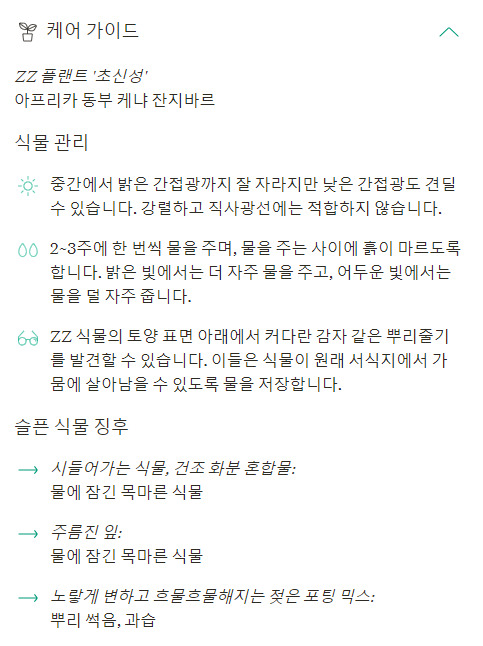 케어 가이드
ZZ 플랜트 '초신성'
아프리카 동부 케냐 잔지바르
식물 관리
중간에서 밝은 간접광까지 잘 자라지만 낮은 간접광도 견딜
수 있습니다. 강렬하고 직사광선에는 적합하지 않습니다.
2~3주에 한 번씩 물을 주며, 물을 주는 사이에 흙이 마르도록
합니다. 밝은 빛에서는 더 자주 물을 주고, 어두운 빛에서는
물을 덜 자주 줍니다.
ZZ 식물의 토양 표면 아래에서 커다란 감자 같은 뿌리줄기
를 발견할 수 있습니다. 이들은 식물이 원래 서식지에서 가
뭄에 살아남을 수 있도록 물을 저장합니다.
슬픈 식물 징후
시들어가는 식물, 건조 화분 혼합물:
물에 잠긴 목마른 식물
주름진 잎:
물에 잠긴 목마른 식물
노랗게 변하고 흐물흐물해지는 젖은 포팅 믹스:
뿌리 썩음, 과습